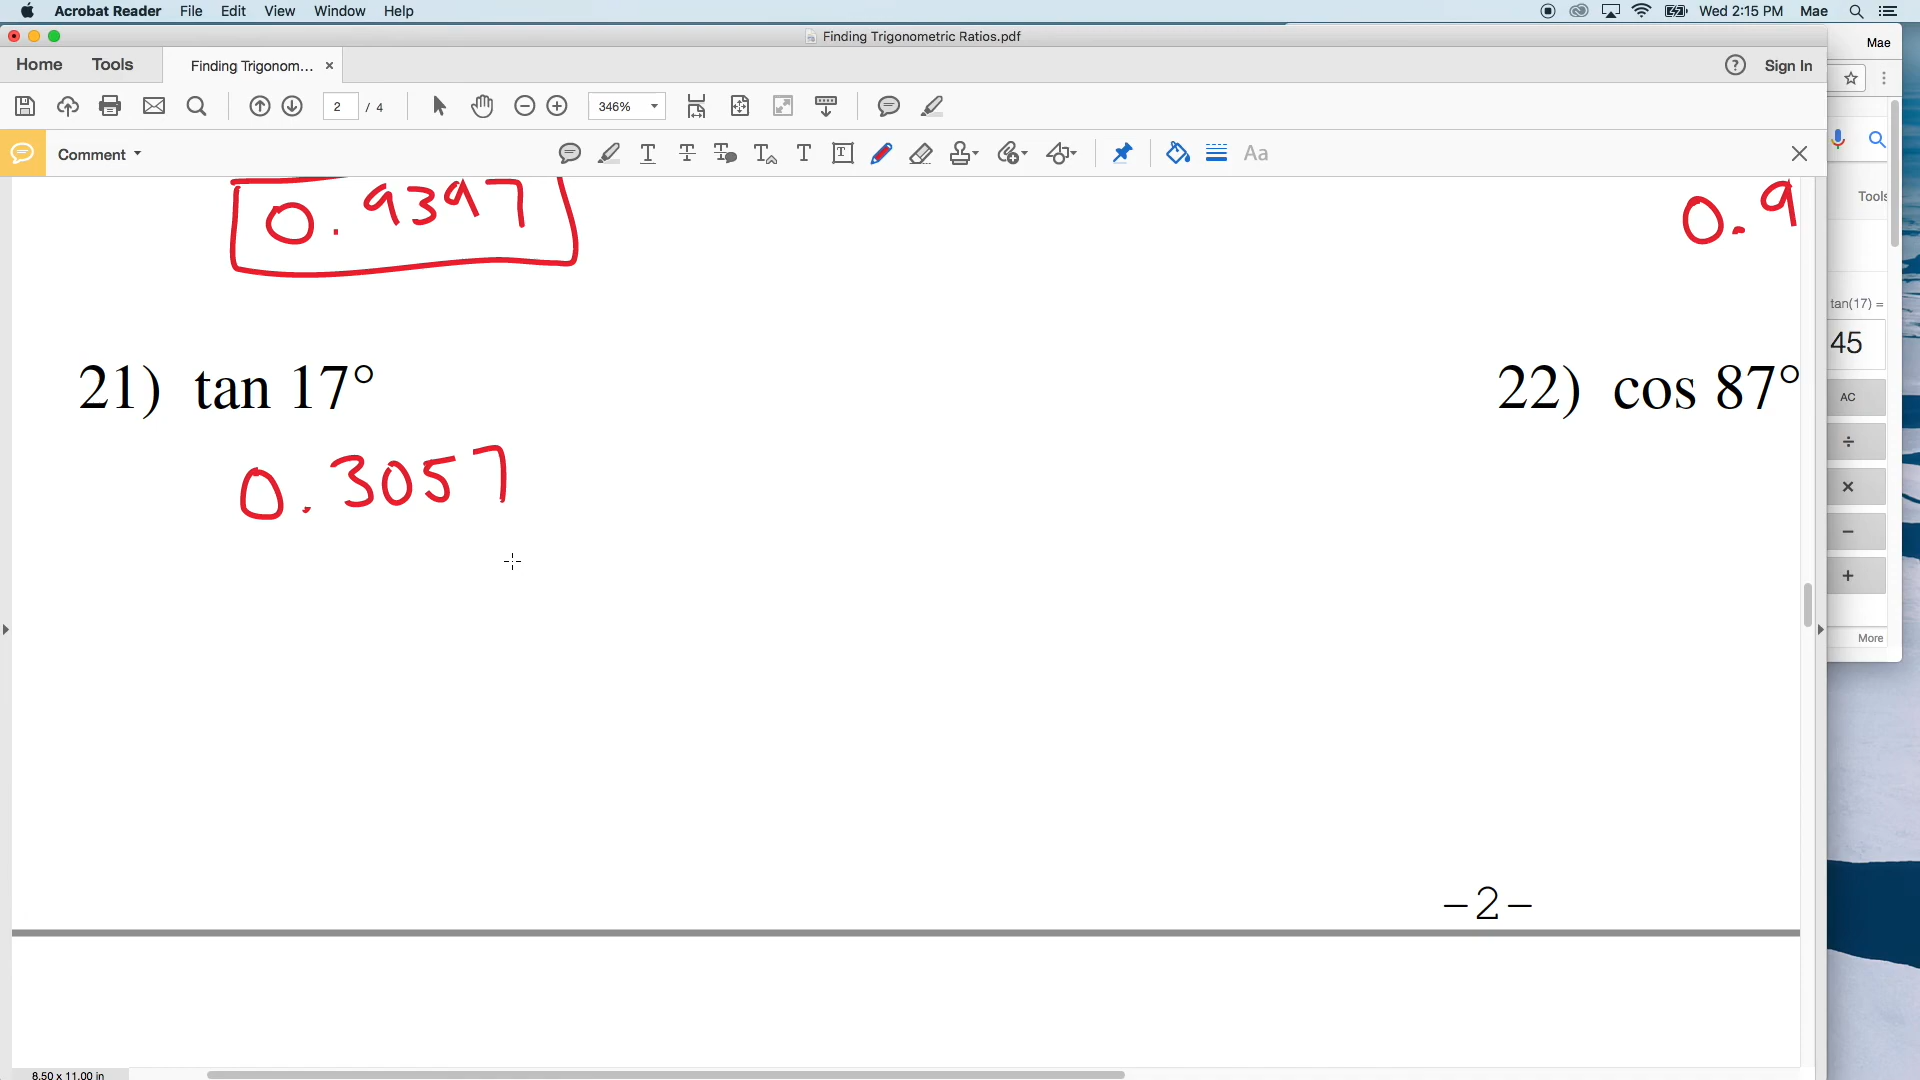 Acrobat Reader File Edit View Window Help Wed 2:15 PM Mae
Finding Trigonometric Ratios.pdf
Mae
Home Tools Finding Trigonom... × ? Sign In
2 / 4 346%
Comment T T T T T T Aa
0.9397
0.9
Tools
tan(17) =
45
21) tan 17°
22) cos 87°
AC
÷
0.3057
×
−
+
More
-2-
8.50 x 11.00 in